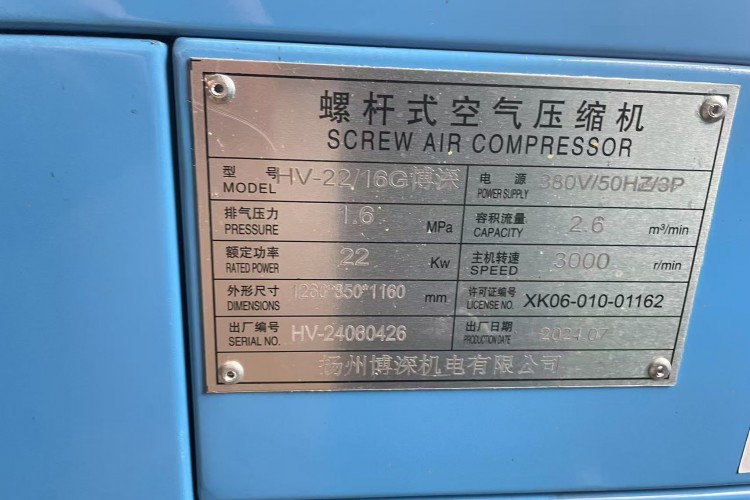 螺杆式空气压缩机
SCREW AIR COMPRESSOR
型号 MODEL HV-22/16G博深
电源 POWER SUPPLY 380V/50HZ/3P
排气压力 PRESSURE 1.6 MPa
容积流量 CAPACITY 2.6 m³/min
额定功率 RATED POWER 22 Kw
主机转速 SPEED 3000 r/min
外形尺寸 DIMENSIONS mm
许可证编号 LICENSE NO. XK06-010-01162
出厂编号 SERIAL NO. HV-24060426
出厂日期 PRODUCTION DATE 2024.07
扬州博深机电有限公司